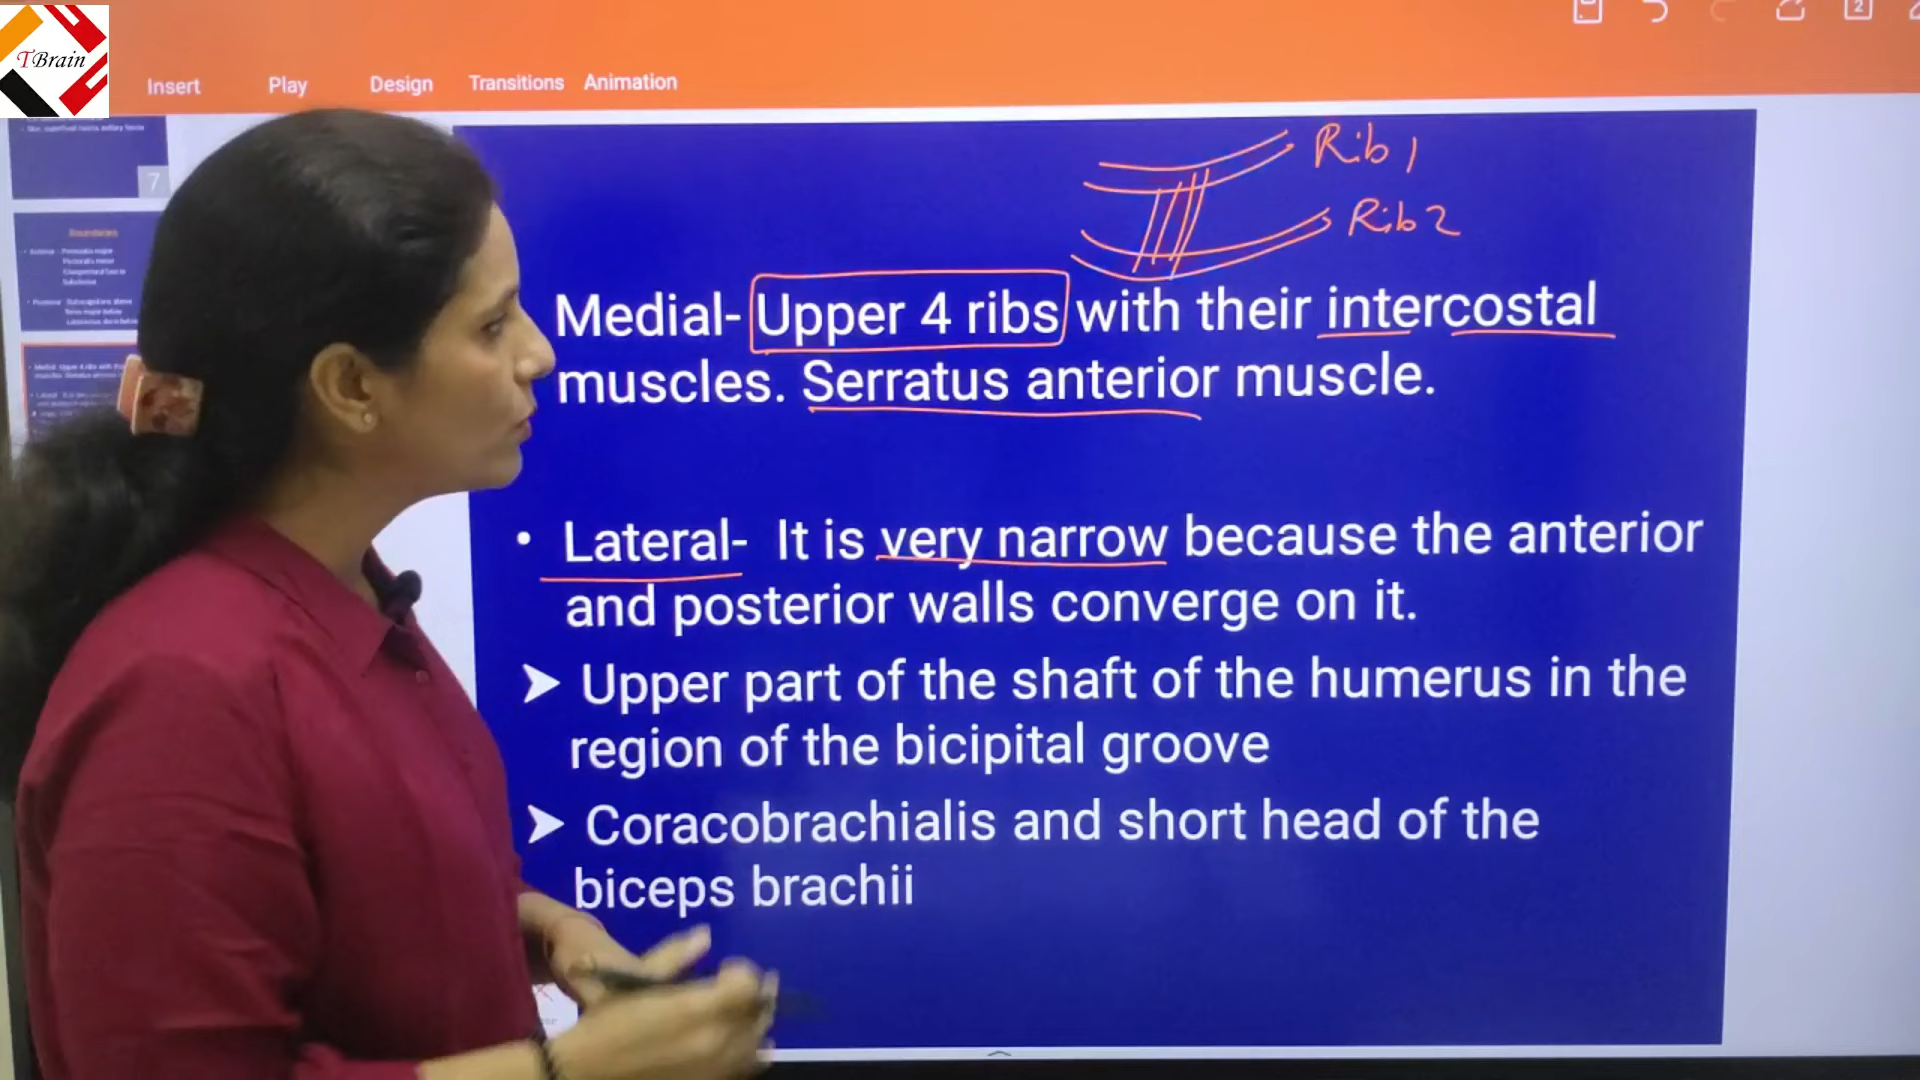 TBrain
Insert Play Design Transitions Animation
2
7
Boundaries
Rib 1
Rib 2
Medial- Upper 4 ribs with their intercostal
muscles. Serratus anterior muscle.
• Lateral- It is very narrow because the anterior
and posterior walls converge on it.
➤ Upper part of the shaft of the humerus in the
region of the bicipital groove
➤ Coracobrachialis and short head of the
biceps brachii